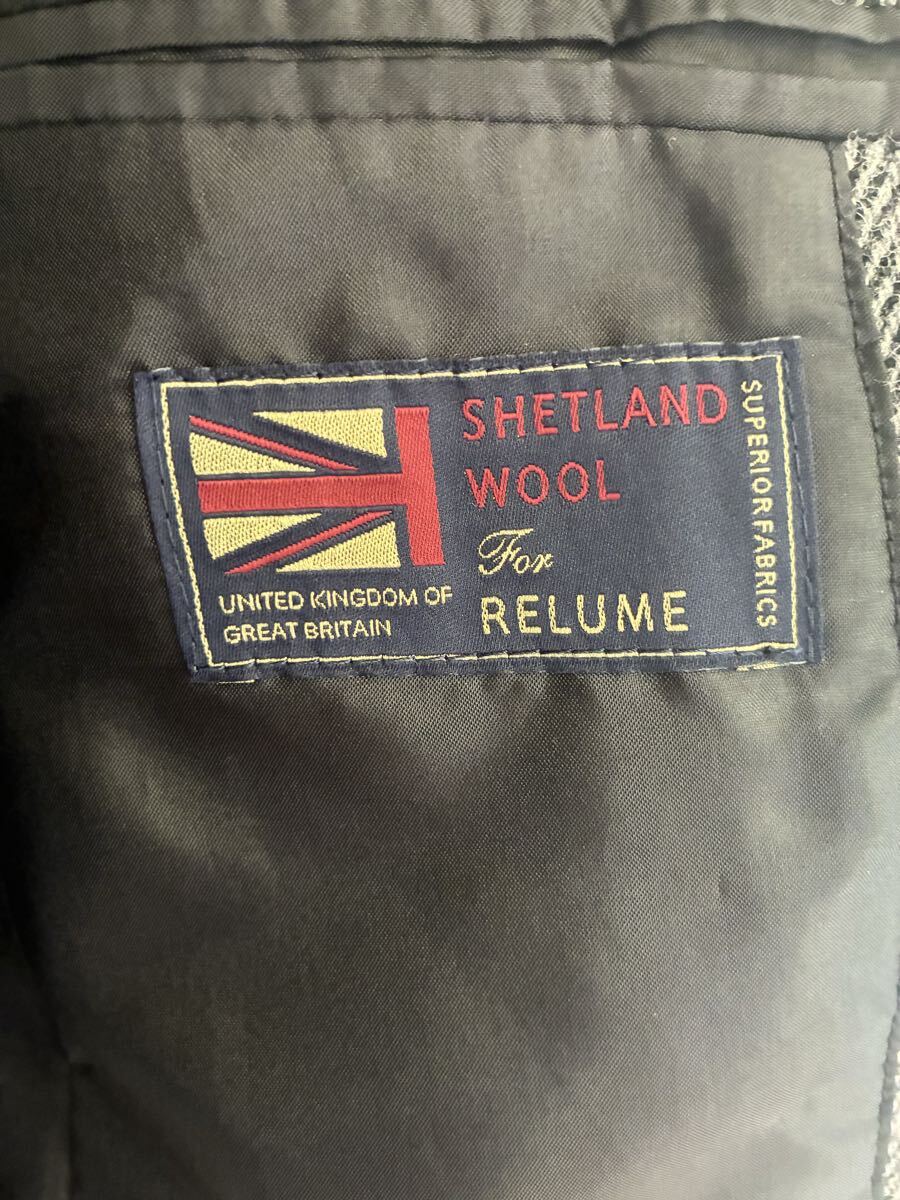 SHETLAND
WOOL
For
RELUME
UNITED KINGDOM OF
GREAT BRITAIN
SUPERIOR FABRICS